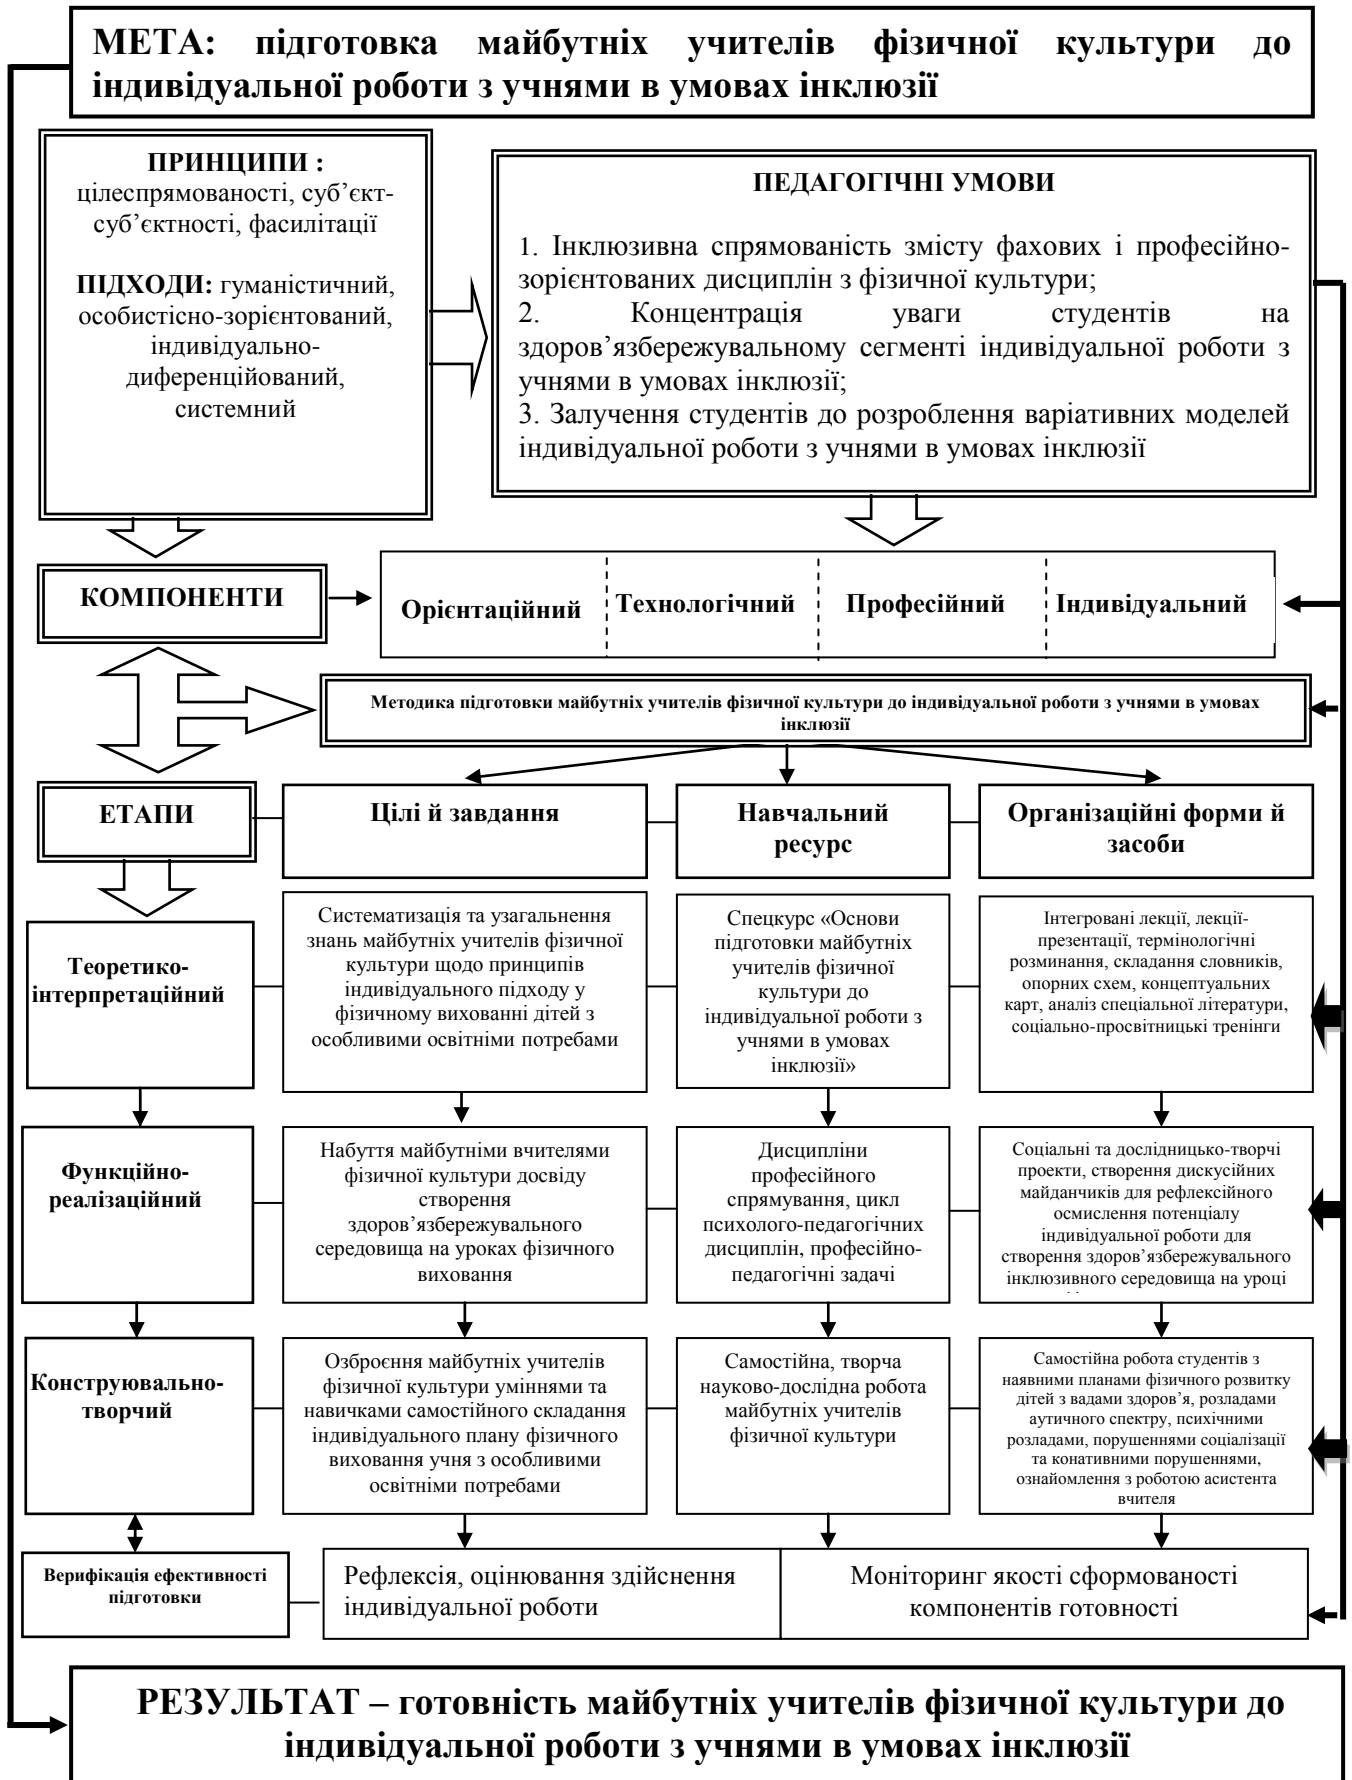 МЕТА: підготовка майбутніх учителів фізичної культури до
індивідуальної роботи з учнями в умовах інклюзії
ПРИНЦИПИ :
цілеспрямованості, суб’єкт-
суб’єктності, фасилітації
ПІДХОДИ: гуманістичний,
особистісно-зорієнтований,
індивідуально-
диференційований,
системний
ПЕДАГОГІЧНІ УМОВИ
1. Інклюзивна спрямованість змісту фахових і професійно-
зорієнтованих дисциплін з фізичної культури;
2. Концентрація уваги студентів на
здоров’язбережувальному сегменті індивідуальної роботи з
учнями в умовах інклюзії;
3. Залучення студентів до розроблення варіативних моделей
індивідуальної роботи з учнями в умовах інклюзії
КОМПОНЕНТИ
Орієнтаційний
Технологічний
Професійний
Індивідуальний
Методика підготовки майбутніх учителів фізичної культури до індивідуальної роботи з учнями в умовах
інклюзії
ЕТАПИ
Цілі й завдання
Навчальний
ресурс
Організаційні форми й
засоби
Теоретико-
інтерпретаційний
Систематизація та узагальнення
знань майбутніх учителів фізичної
культури щодо принципів
індивідуального підходу у
фізичному вихованні дітей з
особливими освітніми потребами
Спецкурс «Основи
підготовки майбутніх
учителів фізичної
культури до
індивідуальної роботи з
учнями в умовах
інклюзії»
Інтегровані лекції, лекції-
презентації, термінологічні
розминання, складання словників,
опорних схем, концептуальних
карт, аналіз спеціальної літератури,
соціально-просвітницькі тренінги
Функційно-
реалізаційний
Набуття майбутніми вчителями
фізичної культури досвіду
створення
здоров’язбережувального
середовища на уроках фізичного
виховання
Дисципліни
професійного
спрямування, цикл
психолого-педагогічних
дисциплін, професійно-
педагогічні задачі
Соціальні та дослідницько-творчі
проекти, створення дискусійних
майданчиків для рефлексійного
осмислення потенціалу
індивідуальної роботи для
створення здоров’язбережувального
інклюзивного середовища на уроці
Конструювально-
творчий
Озброєння майбутніх учителів
фізичної культури уміннями та
навичками самостійного складання
індивідуального плану фізичного
виховання учня з особливими
освітніми потребами
Самостійна, творча
науково-дослідна робота
майбутніх учителів
фізичної культури
Самостійна робота студентів з
наявними планами фізичного розвитку
дітей з вадами здоров’я, розладами
аутичного спектру, психічними
розладами, порушеннями соціалізації
та конативними порушеннями,
ознайомлення з роботою асистента
вчителя
Верифікація ефективності
підготовки
Рефлексія, оцінювання здійснення
індивідуальної роботи
Моніторинг якості сформованості
компонентів готовності
РЕЗУЛЬТАТ – готовність майбутніх учителів фізичної культури до
індивідуальної роботи з учнями в умовах інклюзії